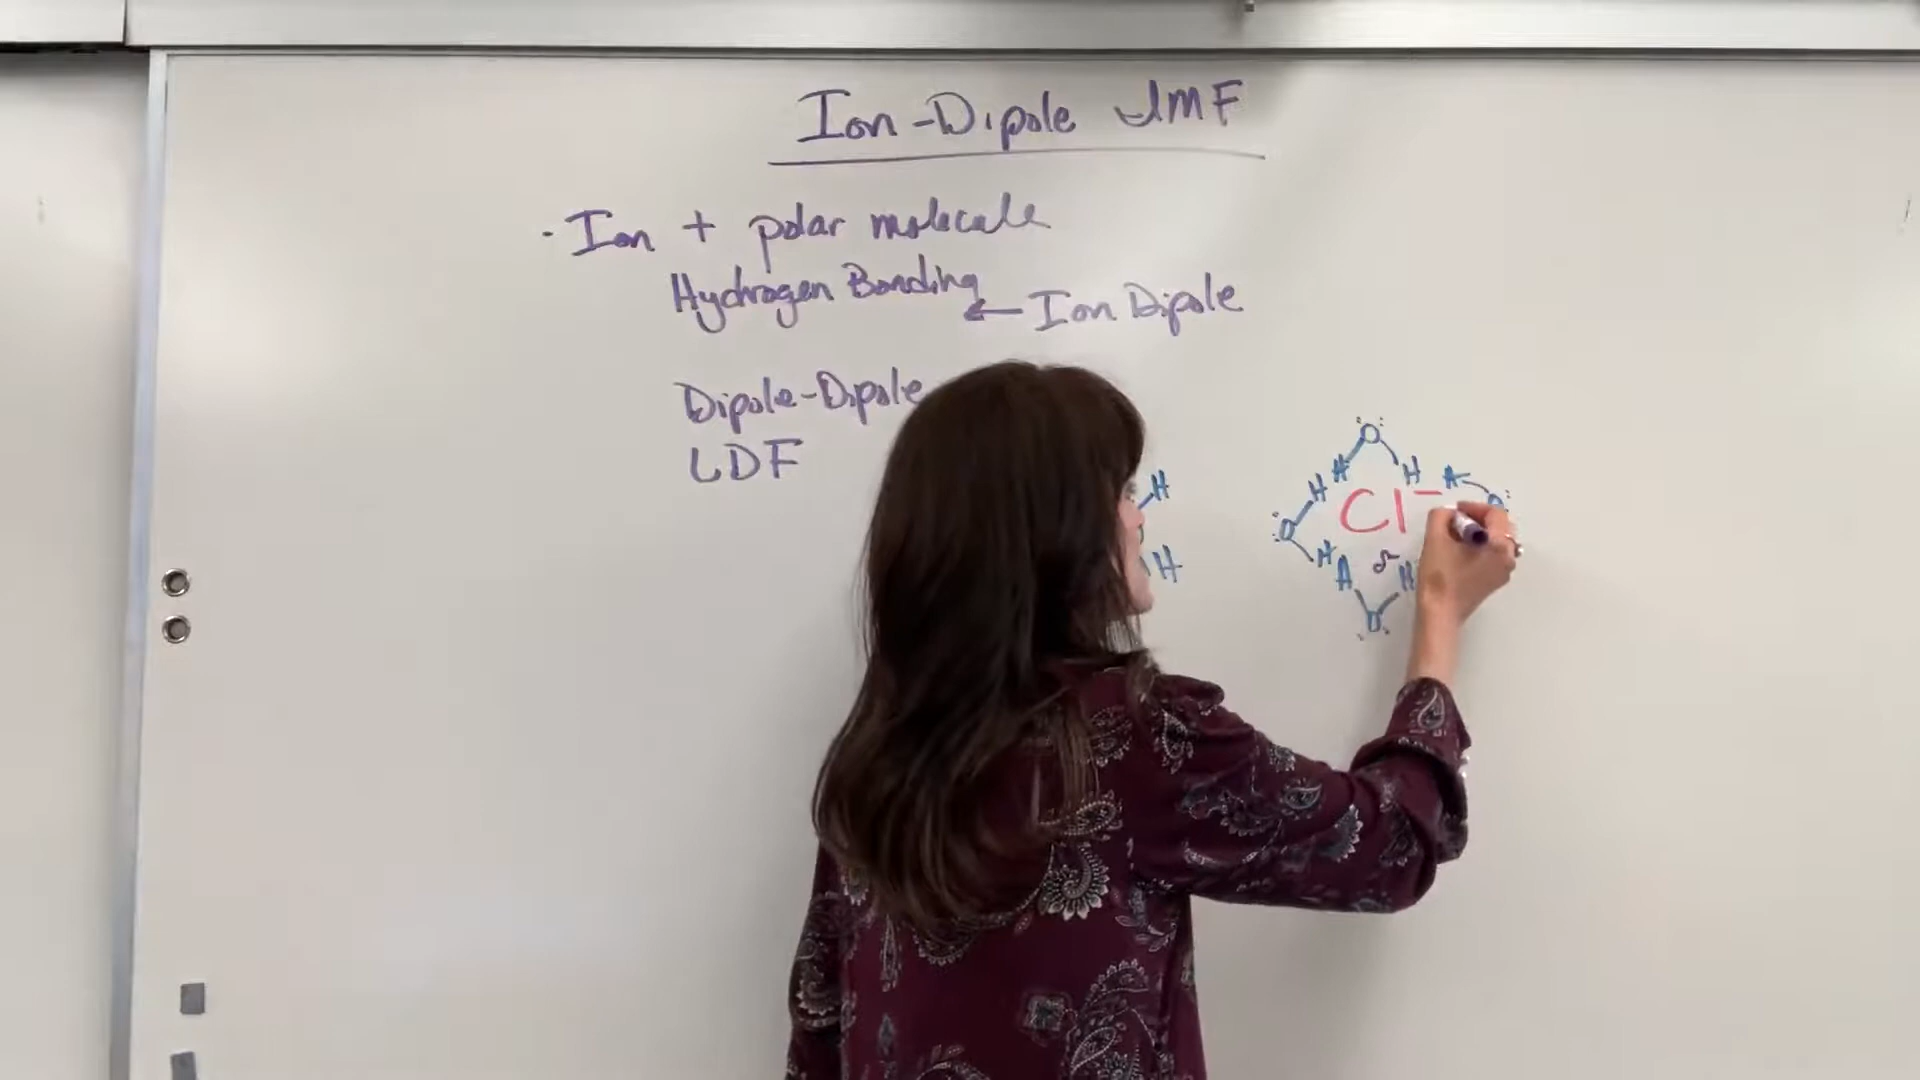 Ion-Dipole IMF
· Ion + polar molecule
Hydrogen Bonding
← Ion Dipole
Dipole-Dipole
LDF
H
H
O
H H H
H Cl⁻ O
O
H H δ⁻ H
O